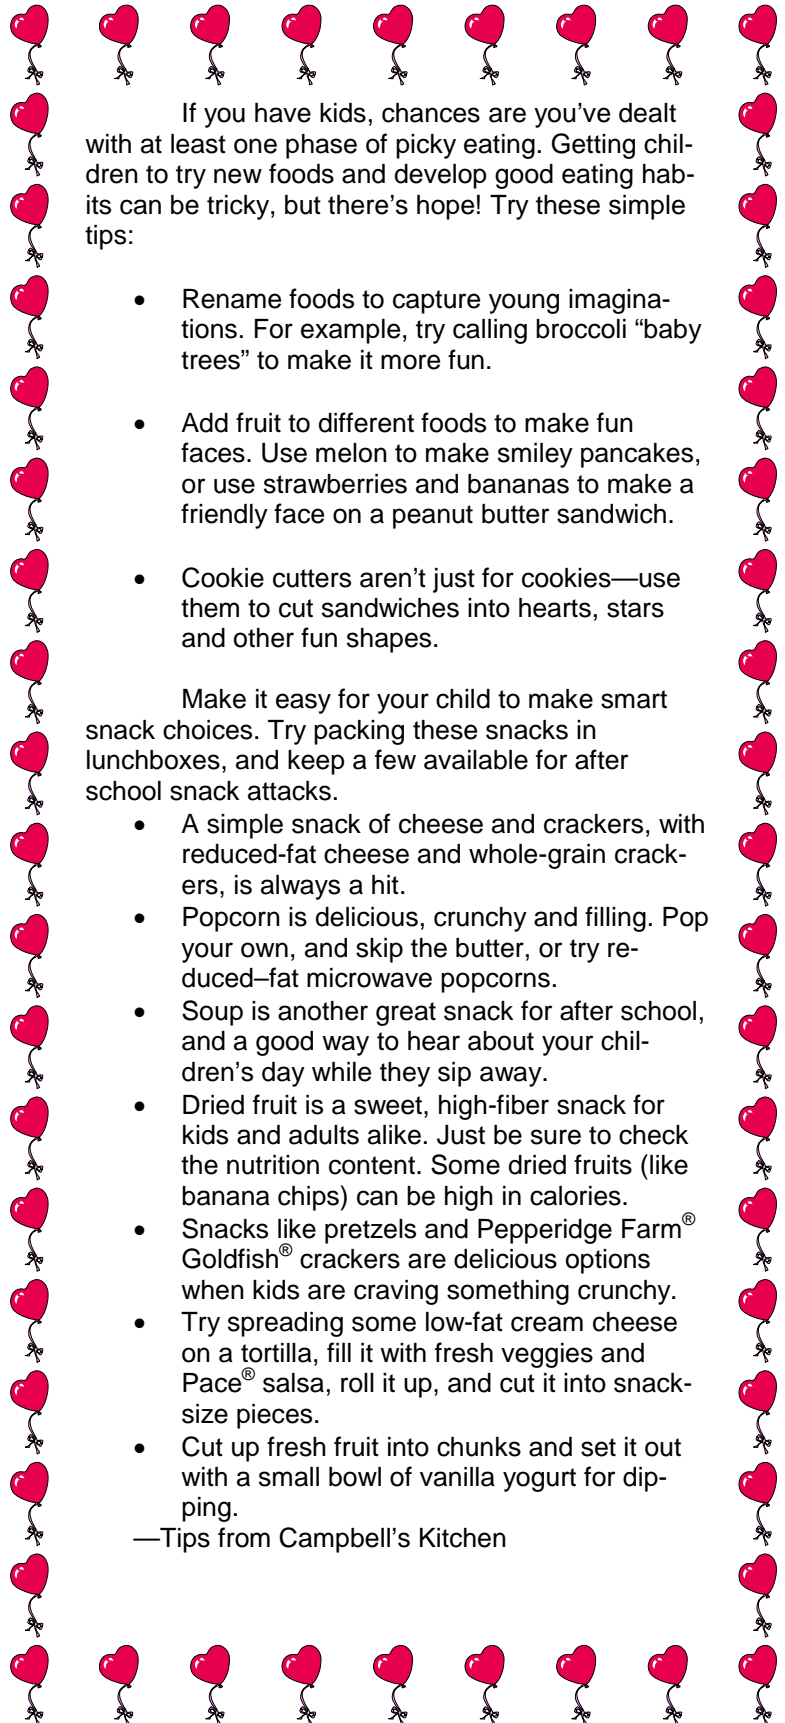 If you have kids, chances are you’ve dealt
with at least one phase of picky eating. Getting chil-
dren to try new foods and develop good eating hab-
its can be tricky, but there’s hope! Try these simple
tips:
• Rename foods to capture young imagina-
tions. For example, try calling broccoli “baby
trees” to make it more fun.
• Add fruit to different foods to make fun
faces. Use melon to make smiley pancakes,
or use strawberries and bananas to make a
friendly face on a peanut butter sandwich.
• Cookie cutters aren’t just for cookies—use
them to cut sandwiches into hearts, stars
and other fun shapes.
Make it easy for your child to make smart
snack choices. Try packing these snacks in
lunchboxes, and keep a few available for after
school snack attacks.
• A simple snack of cheese and crackers, with
reduced-fat cheese and whole-grain crack-
ers, is always a hit.
• Popcorn is delicious, crunchy and filling. Pop
your own, and skip the butter, or try re-
duced–fat microwave popcorns.
• Soup is another great snack for after school,
and a good way to hear about your chil-
dren’s day while they sip away.
• Dried fruit is a sweet, high-fiber snack for
kids and adults alike. Just be sure to check
the nutrition content. Some dried fruits (like
banana chips) can be high in calories.
• Snacks like pretzels and Pepperidge Farm®
Goldfish® crackers are delicious options
when kids are craving something crunchy.
• Try spreading some low-fat cream cheese
on a tortilla, fill it with fresh veggies and
Pace® salsa, roll it up, and cut it into snack-
size pieces.
• Cut up fresh fruit into chunks and set it out
with a small bowl of vanilla yogurt for dip-
ping.
—Tips from Campbell’s Kitchen